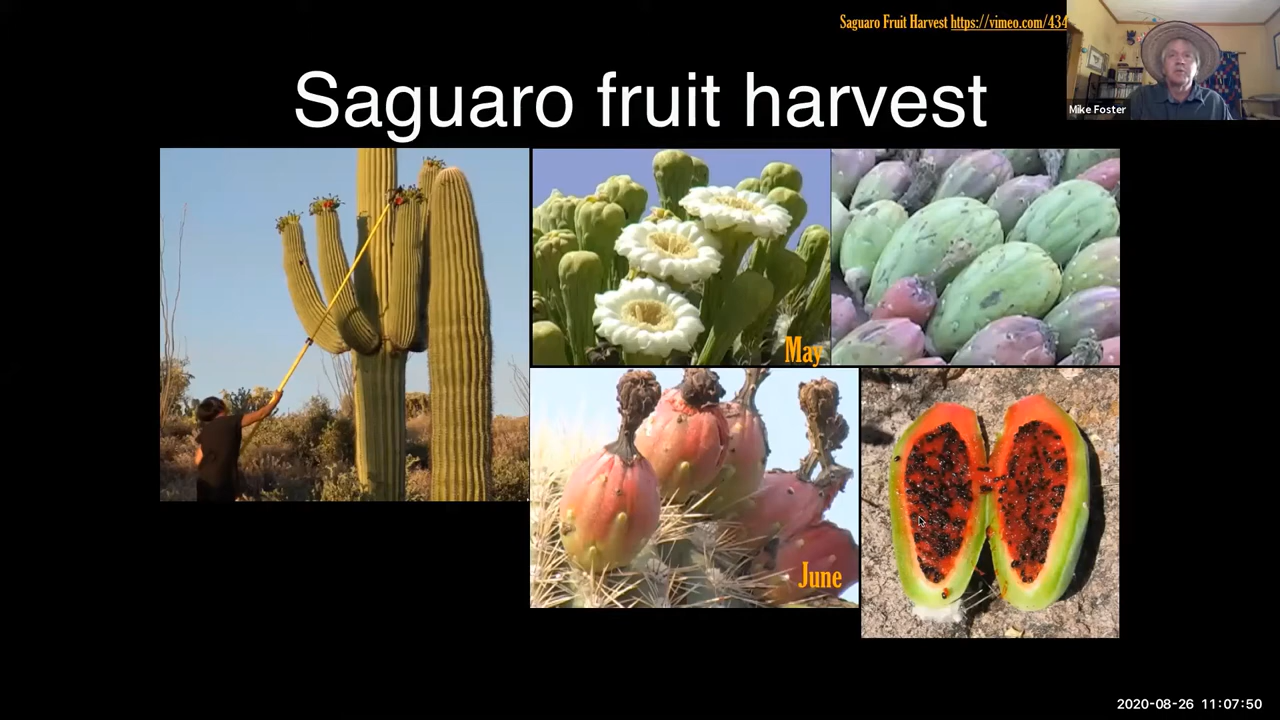 Saguaro Fruit Harvest https://vimeo.com/434
Mike Foster
Saguaro fruit harvest
May
June
2020-08-26 11:07:50